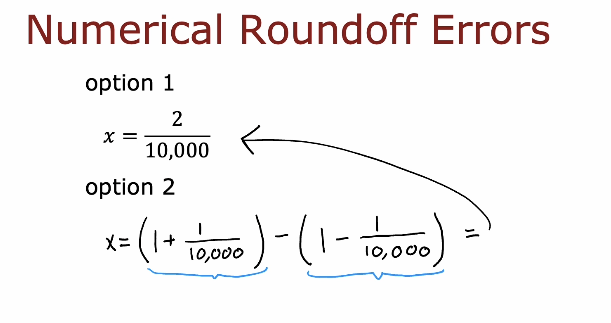 Numerical Roundoff Errors
option 1
x = 2/10,000
option 2
x = (1 + 1/10,000) - (1 - 1/10,000) =